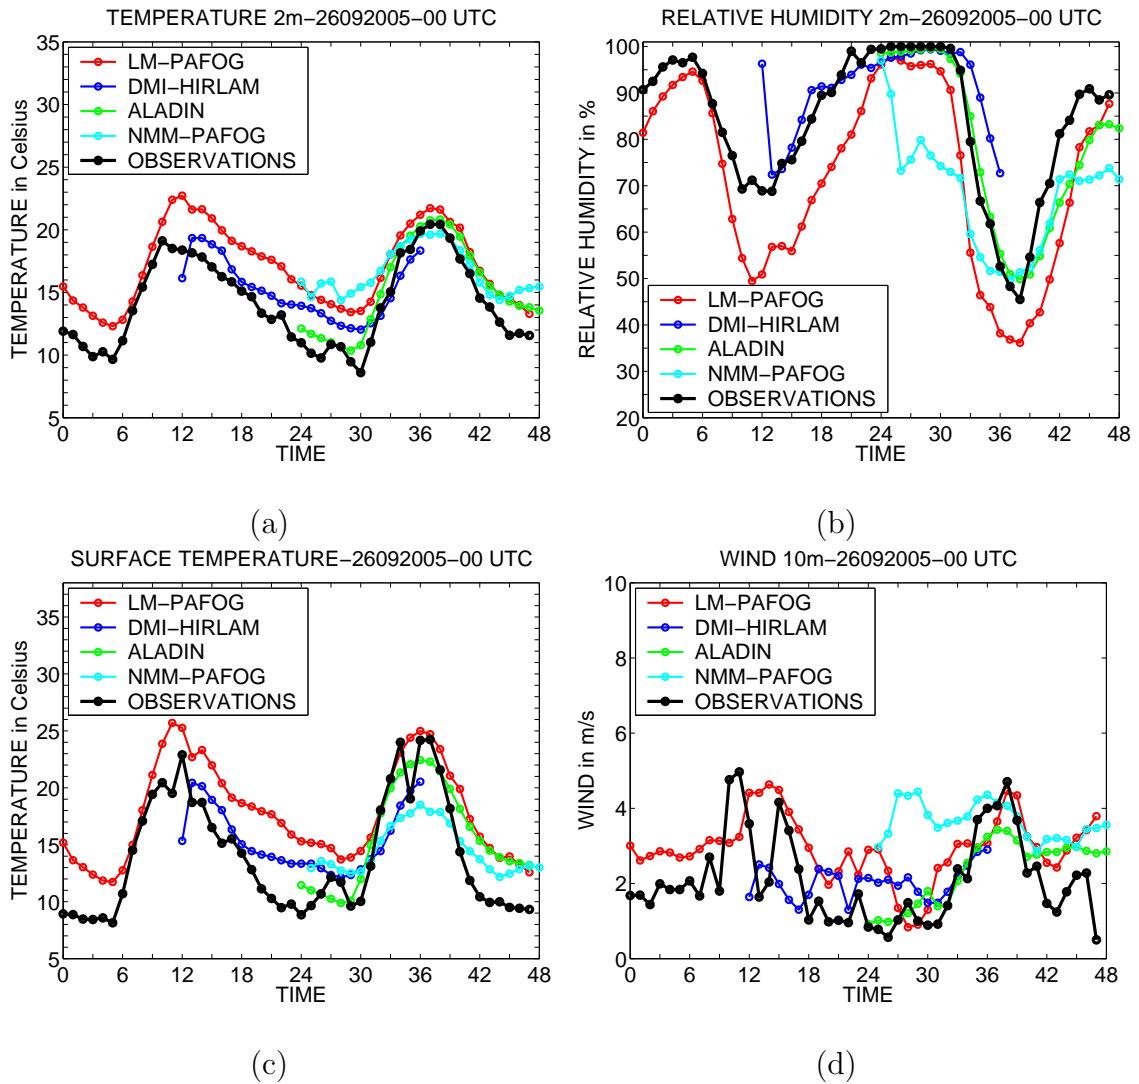 TEMPERATURE 2m−26092005−00 UTC
35
30
25
20
15
10
5
TEMPERATURE in Celsius
LM−PAFOG
DMI−HIRLAM
ALADIN
NMM−PAFOG
OBSERVATIONS
0 6 12 18 24 30 36 42 48
TIME
(a)
RELATIVE HUMIDITY 2m−26092005−00 UTC
100
90
80
70
60
50
40
30
20
RELATIVE HUMIDITY in %
LM−PAFOG
DMI−HIRLAM
ALADIN
NMM−PAFOG
OBSERVATIONS
0 6 12 18 24 30 36 42 48
TIME
(b)
SURFACE TEMPERATURE−26092005−00 UTC
35
30
25
20
15
10
5
TEMPERATURE in Celsius
LM−PAFOG
DMI−HIRLAM
ALADIN
NMM−PAFOG
OBSERVATIONS
0 6 12 18 24 30 36 42 48
TIME
(c)
WIND 10m−26092005−00 UTC
10
8
6
4
2
0
WIND in m/s
LM−PAFOG
DMI−HIRLAM
ALADIN
NMM−PAFOG
OBSERVATIONS
0 6 12 18 24 30 36 42 48
TIME
(d)